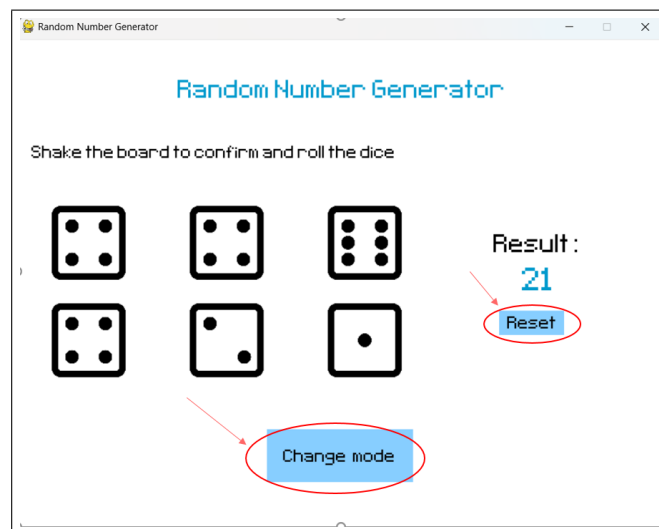 Random Number Generator
Random Number Generator
Shake the board to confirm and roll the dice
Result:
21
Reset
Change mode